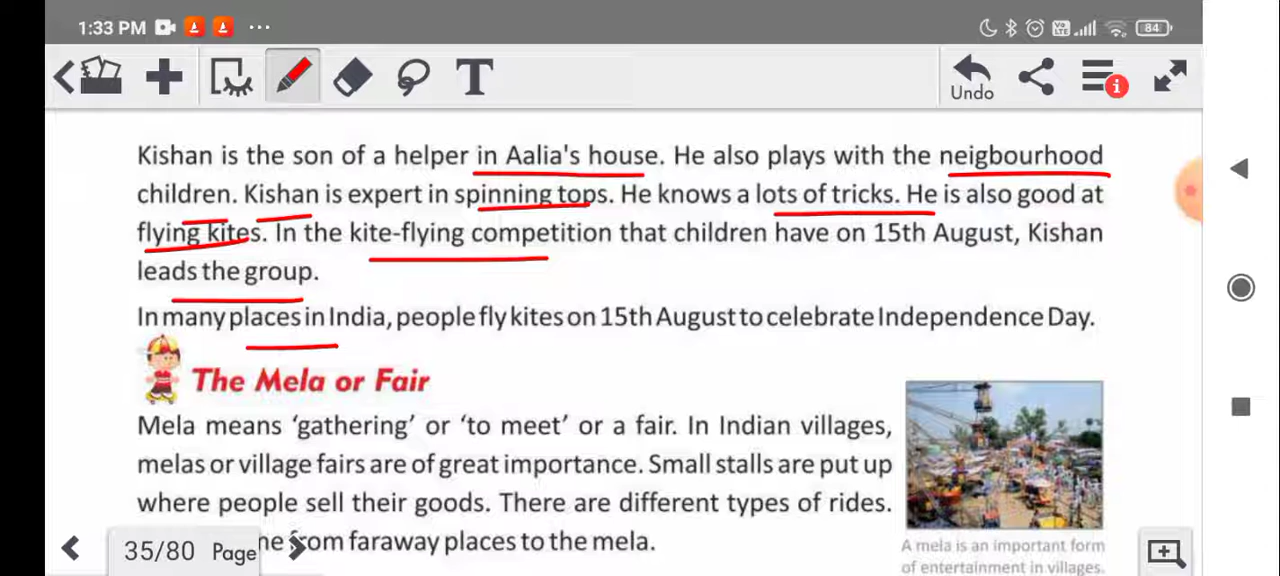 1:33 PM ...
84
T
Undo
i
Kishan is the son of a helper in Aalia's house. He also plays with the neigbourhood
children. Kishan is expert in spinning tops. He knows a lots of tricks. He is also good at
flying kites. In the kite-flying competition that children have on 15th August, Kishan
leads the group.
In many places in India, people fly kites on 15th August to celebrate Independence Day.
The Mela or Fair
Mela means ‘gathering’ or ‘to meet’ or a fair. In Indian villages,
melas or village fairs are of great importance. Small stalls are put up
where people sell their goods. There are different types of rides.
from faraway places to the mela.
35/80 Page
A mela is an important form
of entertainment in villages.